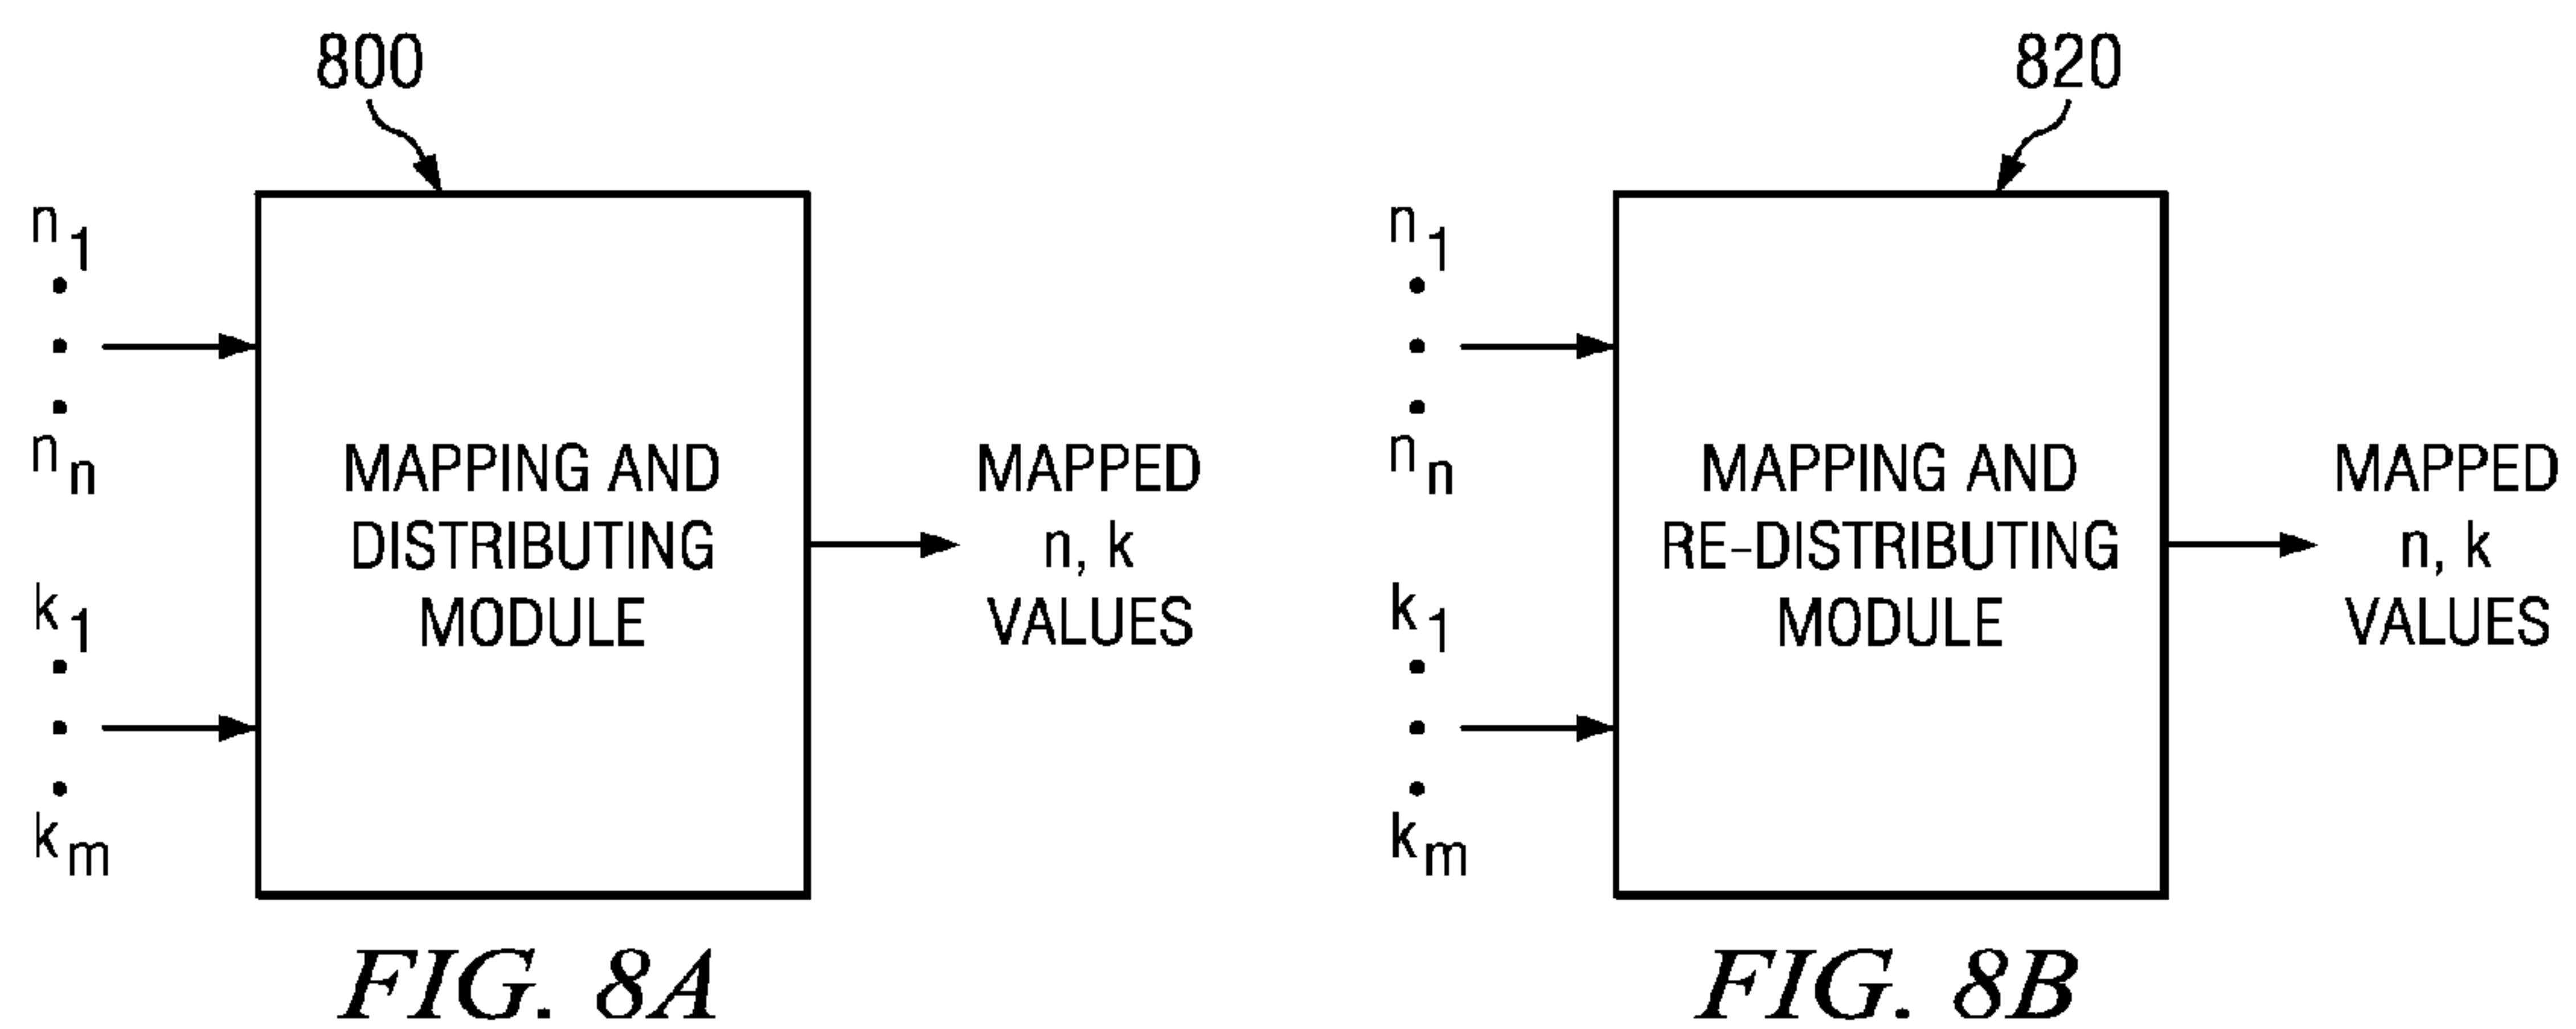 800
n1
nn
k1
km
MAPPING AND
DISTRIBUTING
MODULE
MAPPED
n, k
VALUES
FIG. 8A
820
n1
nn
k1
km
MAPPING AND
RE-DISTRIBUTING
MODULE
MAPPED
n, k
VALUES
FIG. 8B